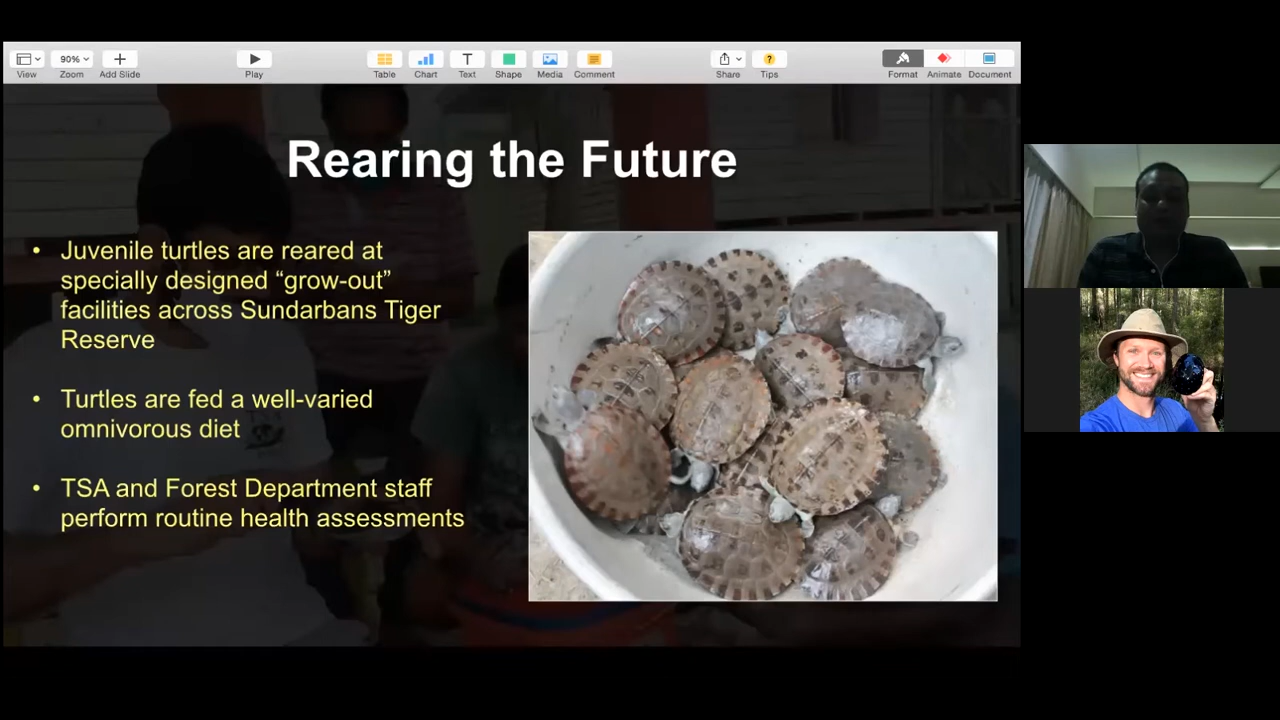 90%
View
Zoom
Add Slide
Play
Table
Chart
Text
Shape
Media
Comment
Share
Tips
Format
Animate
Document
Rearing the Future
• Juvenile turtles are reared at
specially designed “grow-out”
facilities across Sundarbans Tiger
Reserve
• Turtles are fed a well-varied
omnivorous diet
• TSA and Forest Department staff
perform routine health assessments